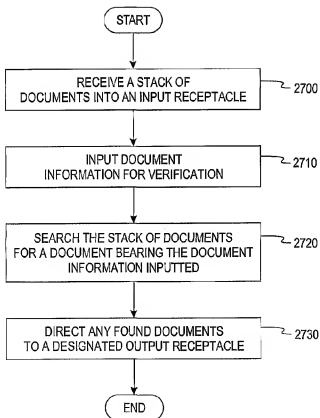 START
RECEIVE A STACK OF
DOCUMENTS INTO AN INPUT RECEPTACLE
2700
INPUT DOCUMENT
INFORMATION FOR VERIFICATION
2710
SEARCH THE STACK OF DOCUMENTS
FOR A DOCUMENT BEARING THE DOCUMENT
INFORMATION INPUTTED
2720
DIRECT ANY FOUND DOCUMENTS
TO A DESIGNATED OUTPUT RECEPTACLE
2730
END